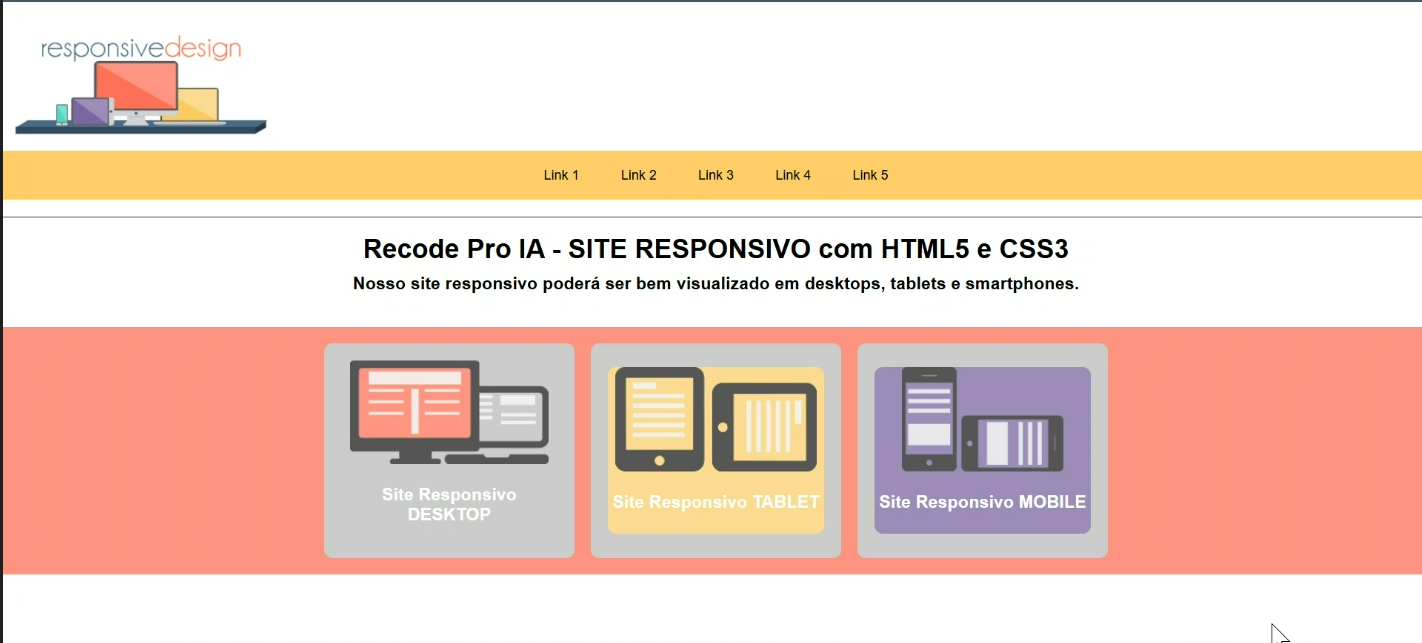 responsivedesign
Link 1 Link 2 Link 3 Link 4 Link 5
Recode Pro IA - SITE RESPONSIVO com HTML5 e CSS3
Nosso site responsivo poderá ser bem visualizado em desktops, tablets e smartphones.
Site Responsivo
DESKTOP
Site Responsivo TABLET
Site Responsivo MOBILE